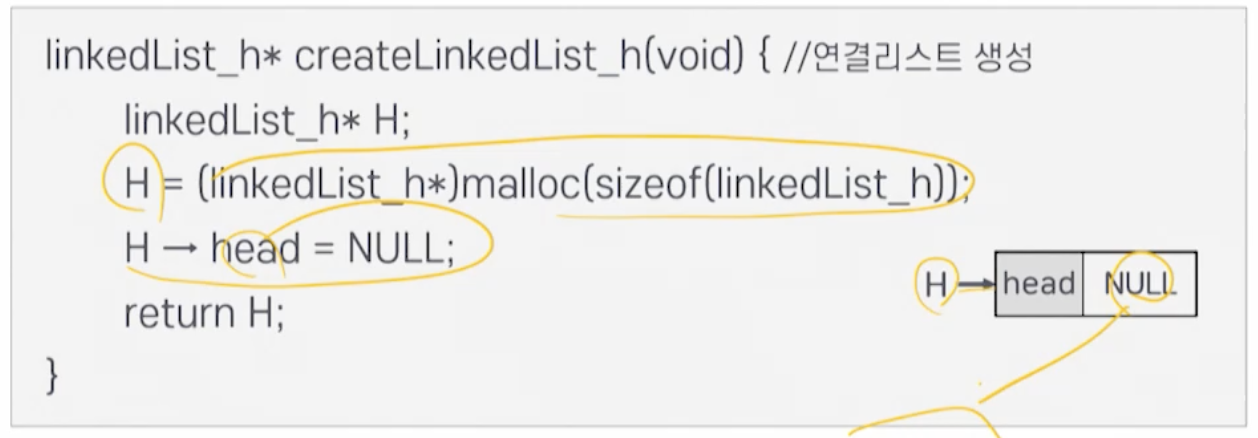 linkedList_h* createLinkedList_h(void) { //연결리스트 생성
linkedList_h* H;
H = (linkedList_h*)malloc(sizeof(linkedList_h));
H → head = NULL;
return H;
}
H → head NULL